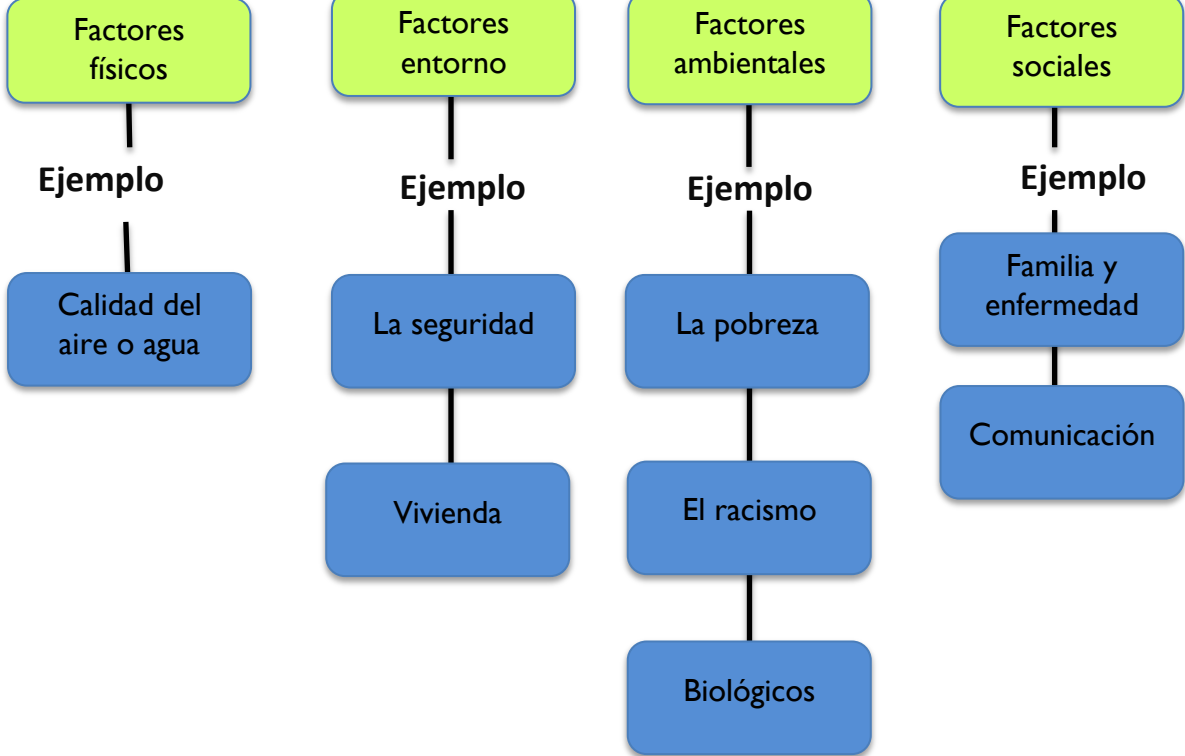 Factores
físicos
Ejemplo
Calidad del
aire o agua
Factores
entorno
Ejemplo
La seguridad
Vivienda
Factores
ambientales
Ejemplo
La pobreza
El racismo
Biológicos
Factores
sociales
Ejemplo
Familia y
enfermedad
Comunicación